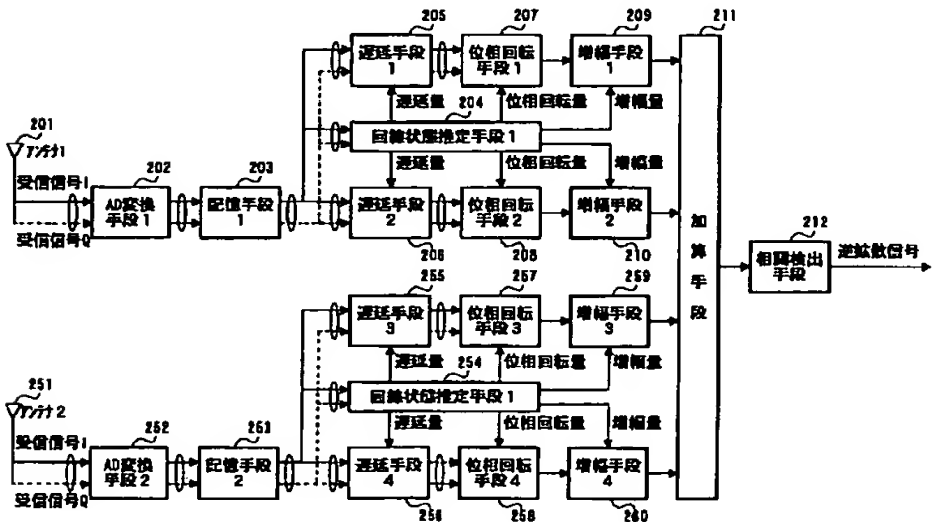 205
207
209
211
遅延手段
1
位相回転
手段1
増幅手段
1
遅延量
204
位相回転量
増幅量
回線状態推定手段1
遅延量
位相回転量
増幅量
201
アンテナ1
受信信号I
受信信号Q
202
AD変換
手段1
203
記憶手段
1
遅延手段
2
位相回転
手段2
増幅手段
2
206
208
210
加算手段
212
相関検出
手段
逆拡散信号
255
257
259
遅延手段
3
位相回転
手段3
増幅手段
3
遅延量
254
位相回転量
増幅量
回線状態推定手段1
遅延量
位相回転量
増幅量
251
アンテナ2
受信信号I
受信信号Q
252
AD変換
手段2
253
記憶手段
2
遅延手段
4
位相回転
手段4
増幅手段
4
256
258
260